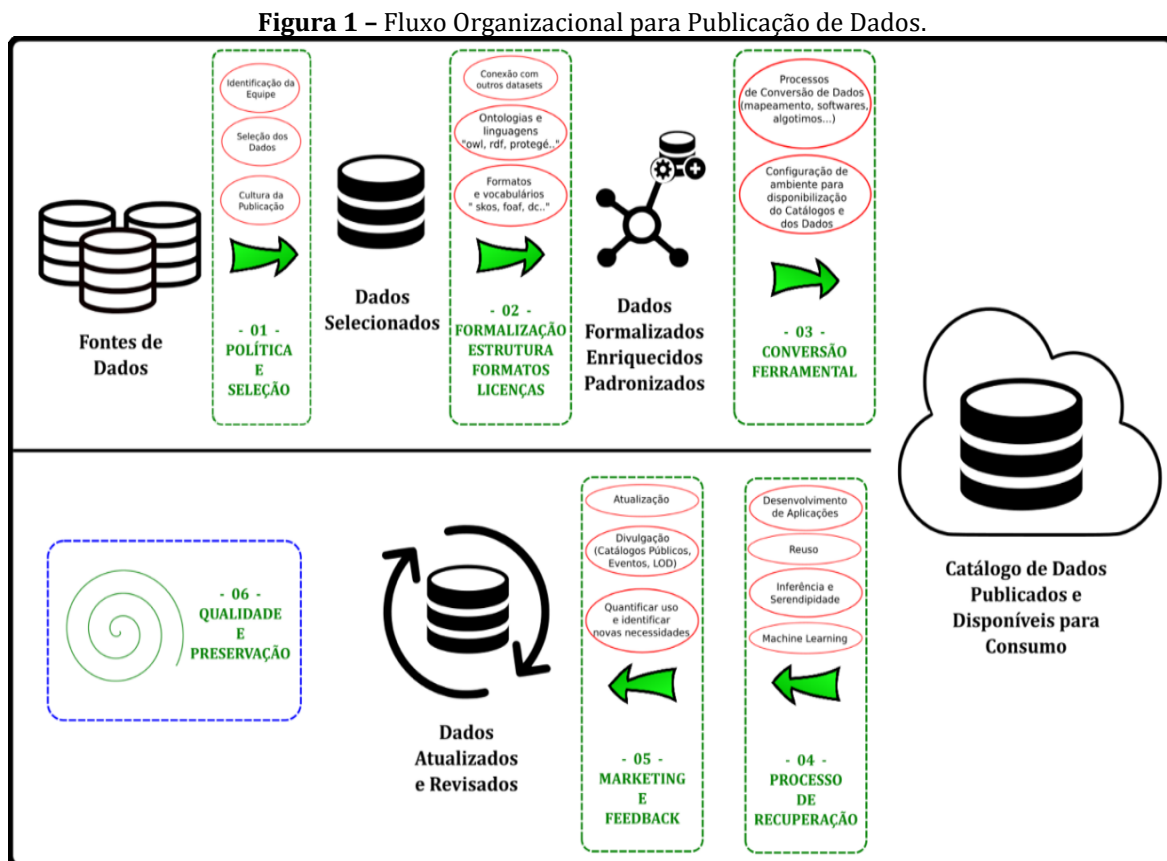 Figura 1 – Fluxo Organizacional para Publicação de Dados.
Fontes de
Dados
Identificação da
Equipe
Seleção dos
Dados
Cultura da
Publicação
- 01 -
POLÍTICA
E
SELEÇÃO
Dados
Selecionados
Conexão com
outros datasets
Ontologias e
linguagens
"owl, rdf, protegé.."
Formatos
e vocabulários
" skos, foaf, dc.."
- 02 -
FORMALIZAÇÃO
ESTRUTURA
FORMATOS
LICENÇAS
Dados
Formalizados
Enriquecidos
Padronizados
Processos
de Conversão de Dados
(mapeamento, softwares,
algotimos...)
Configuração de
ambiente para
disponibilização
do Catálogos e
dos Dados
- 03 -
CONVERSÃO
FERRAMENTAL
Catálogo de Dados
Publicados e
Disponíveis para
Consumo
Desenvolvimento
de Aplicações
Reuso
Inferência e
Serendipidade
Machine Learning
- 04 -
PROCESSO
DE
RECUPERAÇÃO
Atualização
Divulgação
(Catálogos Públicos,
Eventos, LOD)
Quantificar uso
e identificar
novas necessidades
- 05 -
MARKETING
E
FEEDBACK
Dados
Atualizados
e Revisados
- 06 -
QUALIDADE
E
PRESERVAÇÃO